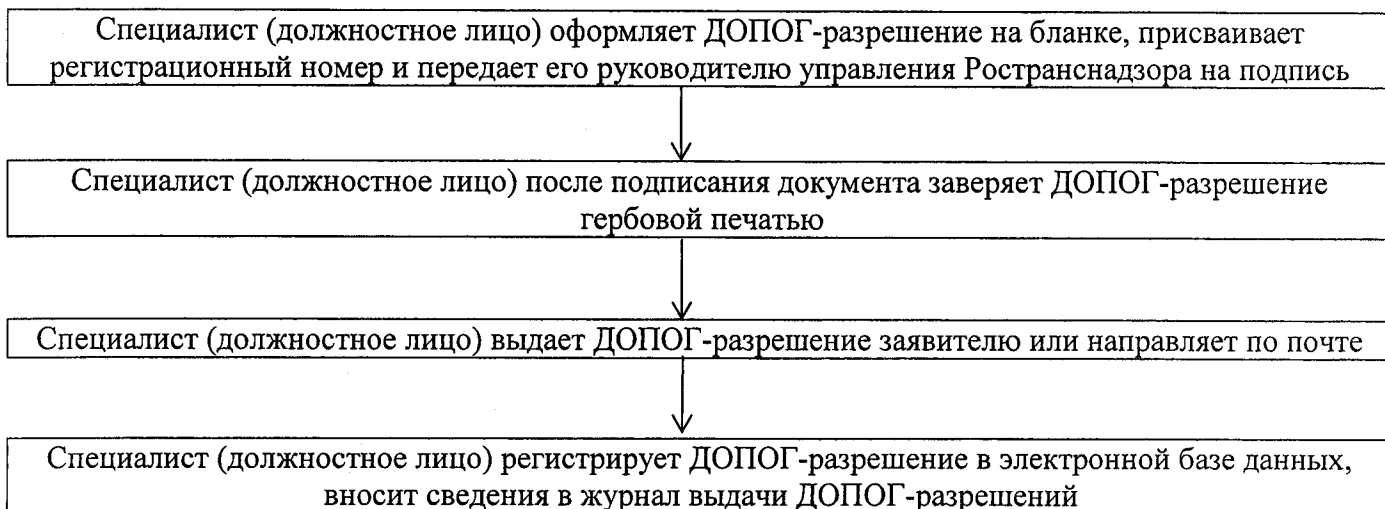 Специалист (должностное лицо) оформляет ДОПОГ-разрешение на бланке, присваивает
регистрационный номер и передает его руководителю управления Ространснадзора на подпись
Специалист (должностное лицо) после подписания документа заверяет ДОПОГ-разрешение
гербовой печатью
Специалист (должностное лицо) выдает ДОПОГ-разрешение заявителю или направляет по почте
Специалист (должностное лицо) регистрирует ДОПОГ-разрешение в электронной базе данных,
вносит сведения в журнал выдачи ДОПОГ-разрешений